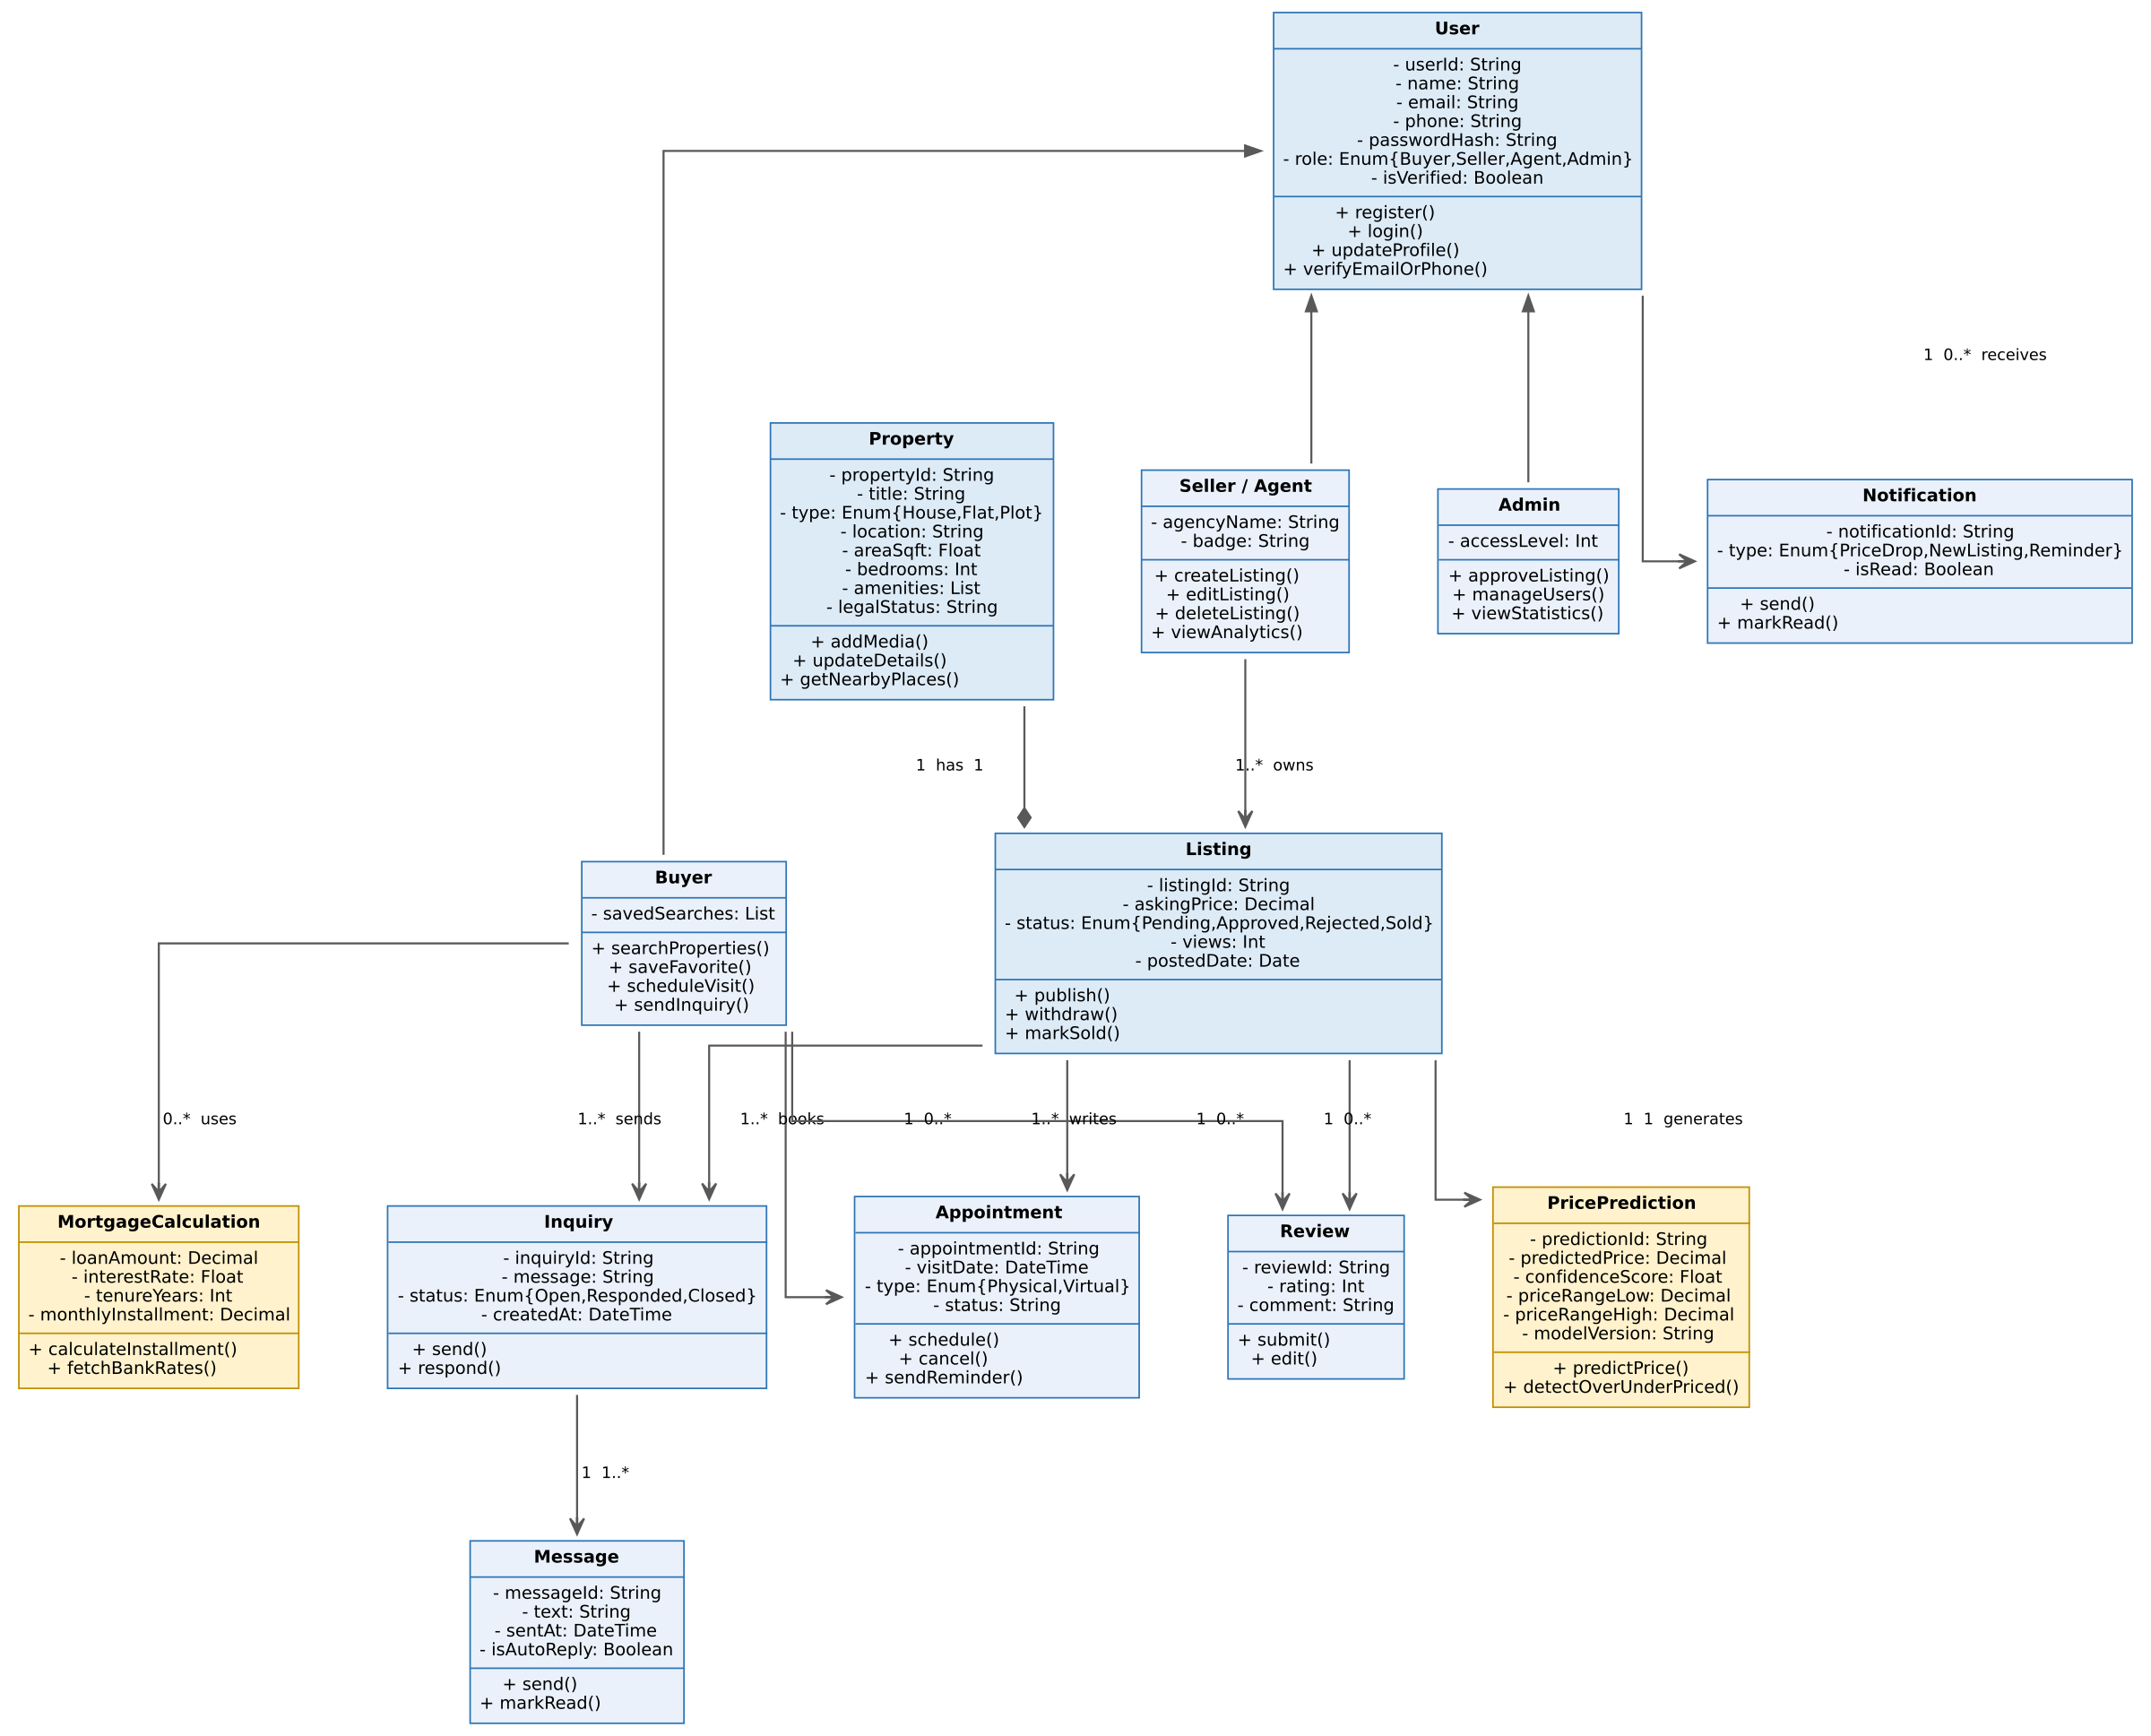 User
- userId: String
- name: String
- email: String
- phone: String
- passwordHash: String
- role: Enum{Buyer,Seller,Agent,Admin}
- isVerified: Boolean
+ register()
+ login()
+ updateProfile()
+ verifyEmailOrPhone()
1 0..* receives
Property
- propertyId: String
- title: String
- type: Enum{House,Flat,Plot}
- location: String
- areaSqft: Float
- bedrooms: Int
- amenities: List
- legalStatus: String
+ addMedia()
+ updateDetails()
+ getNearbyPlaces()
Seller / Agent
- agencyName: String
- badge: String
+ createListing()
+ editListing()
+ deleteListing()
+ viewAnalytics()
Admin
- accessLevel: Int
+ approveListing()
+ manageUsers()
+ viewStatistics()
Notification
- notificationId: String
- type: Enum{PriceDrop,NewListing,Reminder}
- isRead: Boolean
+ send()
+ markRead()
1 has 1
1..* owns
Buyer
- savedSearches: List
+ searchProperties()
+ saveFavorite()
+ scheduleVisit()
+ sendInquiry()
Listing
- listingId: String
- askingPrice: Decimal
- status: Enum{Pending,Approved,Rejected,Sold}
- views: Int
- postedDate: Date
+ publish()
+ withdraw()
+ markSold()
0..* uses
1..* sends
1..* books
1 0..*
1..* writes
1 0..*
1 0..*
1 1 generates
MortgageCalculation
- loanAmount: Decimal
- interestRate: Float
- tenureYears: Int
- monthlyInstallment: Decimal
+ calculateInstallment()
+ fetchBankRates()
Inquiry
- inquiryId: String
- message: String
- status: Enum{Open,Responded,Closed}
- createdAt: DateTime
+ send()
+ respond()
Appointment
- appointmentId: String
- visitDate: DateTime
- type: Enum{Physical,Virtual}
- status: String
+ schedule()
+ cancel()
+ sendReminder()
Review
- reviewId: String
- rating: Int
- comment: String
+ submit()
+ edit()
PricePrediction
- predictionId: String
- predictedPrice: Decimal
- confidenceScore: Float
- priceRangeLow: Decimal
- priceRangeHigh: Decimal
- modelVersion: String
+ predictPrice()
+ detectOverUnderPriced()
1 1..*
Message
- messageId: String
- text: String
- sentAt: DateTime
- isAutoReply: Boolean
+ send()
+ markRead()